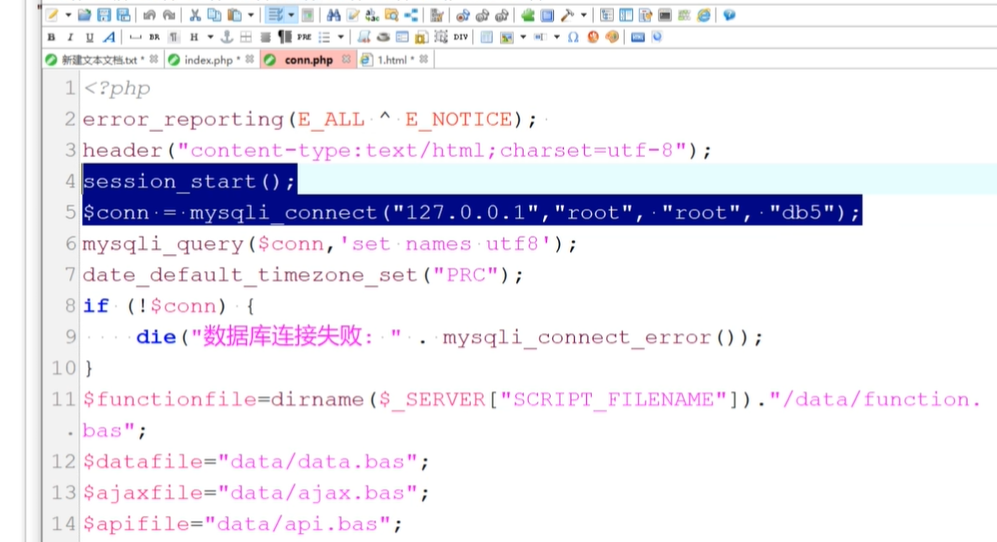 B I U A BR H PRE DIV Ω
新建文本文档.txt * index.php * conn.php 1.html *
1 <?php
2 error_reporting(E_ALL ^ E_NOTICE);
3 header("content-type:text/html;charset=utf-8");
4 session_start();
5 $conn = mysqli_connect("127.0.0.1","root", "root", "db5");
6 mysqli_query($conn,'set names utf8');
7 date_default_timezone_set("PRC");
8 if (!$conn) {
9 die("数据库连接失败: " . mysqli_connect_error());
10 }
11 $functionfile=dirname($_SERVER["SCRIPT_FILENAME"])."/data/function.
bas";
12 $datafile="data/data.bas";
13 $ajaxfile="data/ajax.bas";
14 $apifile="data/api.bas";